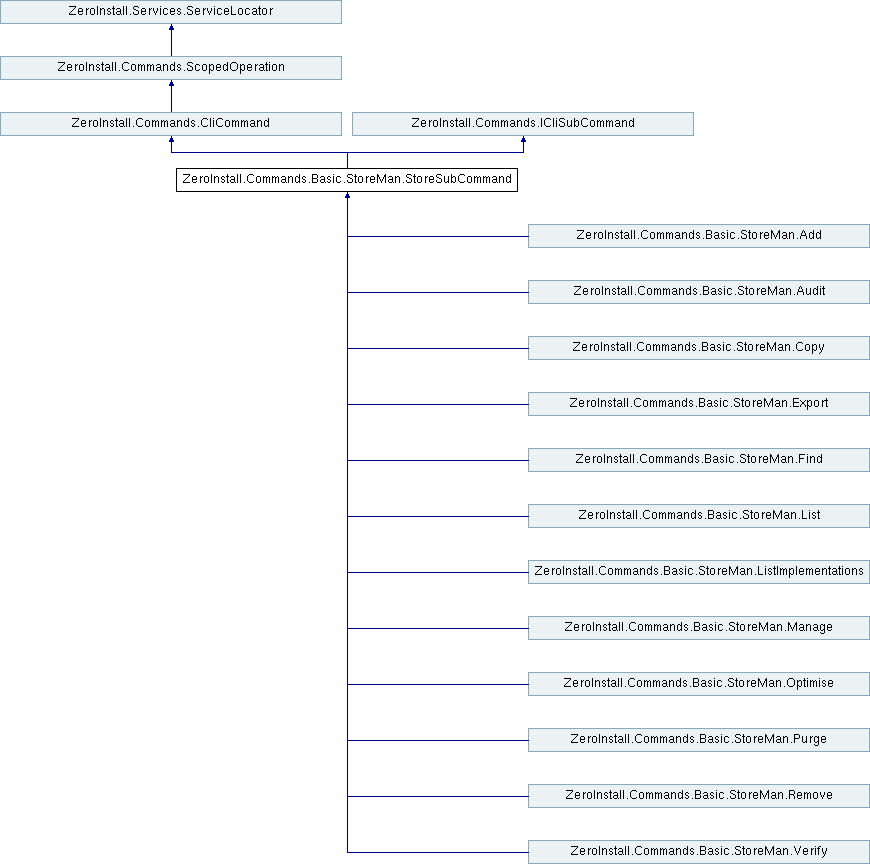 ZeroInstall.Services.ServiceLocator
ZeroInstall.Commands.ScopedOperation
ZeroInstall.Commands.CliCommand
ZeroInstall.Commands.ICliSubCommand
ZeroInstall.Commands.Basic.StoreMan.StoreSubCommand
ZeroInstall.Commands.Basic.StoreMan.Add
ZeroInstall.Commands.Basic.StoreMan.Audit
ZeroInstall.Commands.Basic.StoreMan.Copy
ZeroInstall.Commands.Basic.StoreMan.Export
ZeroInstall.Commands.Basic.StoreMan.Find
ZeroInstall.Commands.Basic.StoreMan.List
ZeroInstall.Commands.Basic.StoreMan.ListImplementations
ZeroInstall.Commands.Basic.StoreMan.Manage
ZeroInstall.Commands.Basic.StoreMan.Optimise
ZeroInstall.Commands.Basic.StoreMan.Purge
ZeroInstall.Commands.Basic.StoreMan.Remove
ZeroInstall.Commands.Basic.StoreMan.Verify